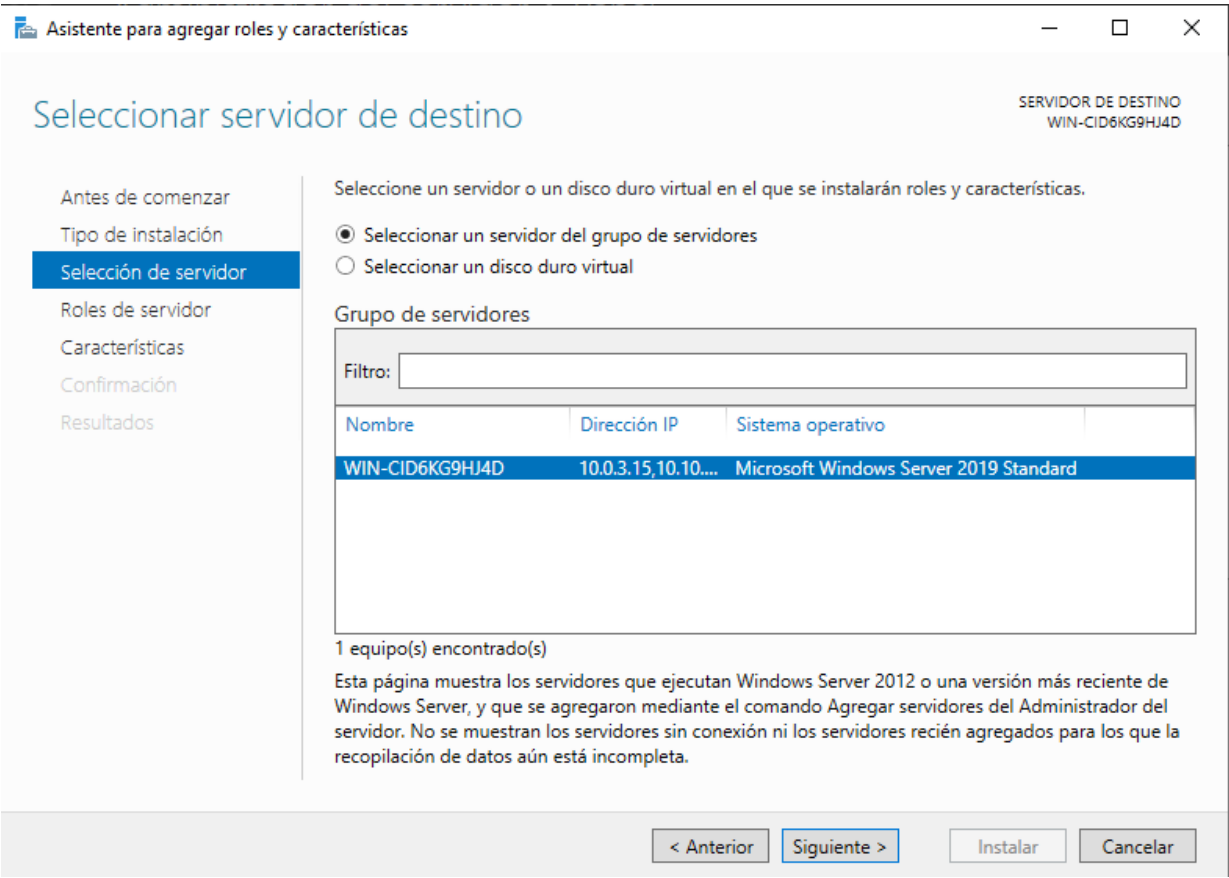 Asistente para agregar roles y características
Seleccionar servidor de destino
SERVIDOR DE DESTINO
WIN-CID6KG9HJ4D
Antes de comenzar
Tipo de instalación
Selección de servidor
Roles de servidor
Características
Confirmación
Resultados
Seleccione un servidor o un disco duro virtual en el que se instalarán roles y características.
Seleccionar un servidor del grupo de servidores
Seleccionar un disco duro virtual
Grupo de servidores
Filtro:
Nombre Dirección IP Sistema operativo
WIN-CID6KG9HJ4D 10.0.3.15,10.10.... Microsoft Windows Server 2019 Standard
1 equipo(s) encontrado(s)
Esta página muestra los servidores que ejecutan Windows Server 2012 o una versión más reciente de
Windows Server, y que se agregaron mediante el comando Agregar servidores del Administrador del
servidor. No se muestran los servidores sin conexión ni los servidores recién agregados para los que la
recopilación de datos aún está incompleta.
< Anterior Siguiente > Instalar Cancelar